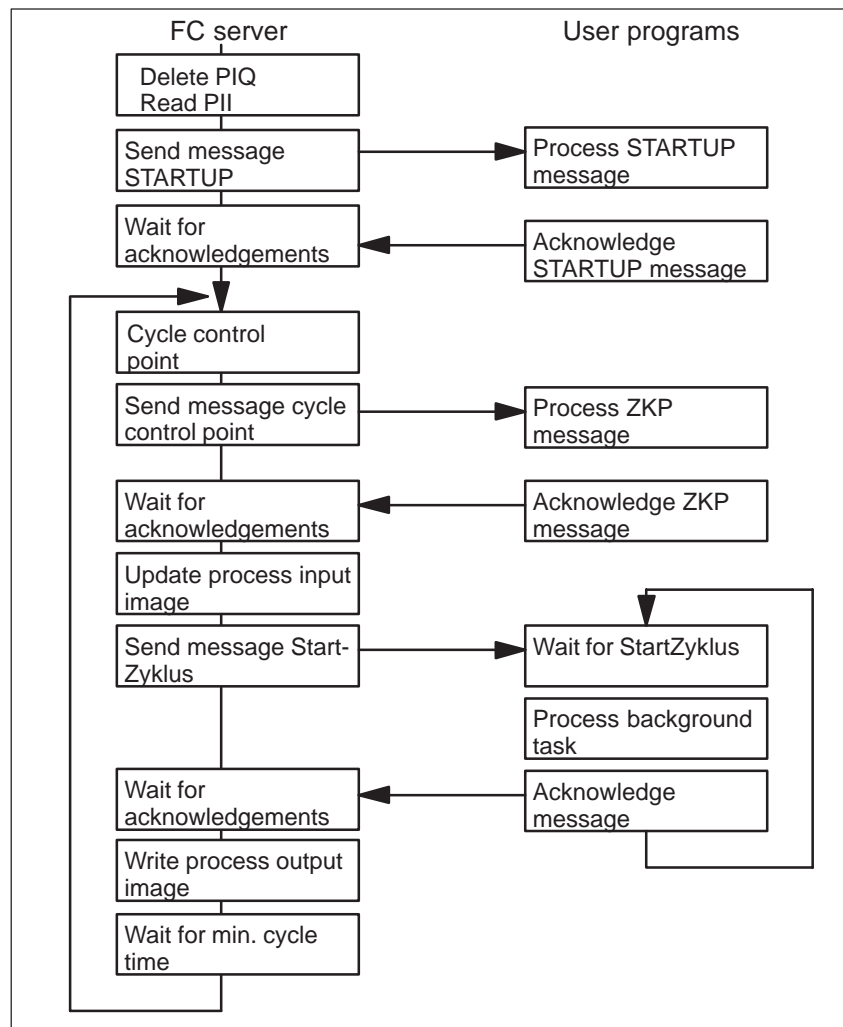 FC server
User programs
Delete PIQ
Read PII
Send message
STARTUP
Process STARTUP
message
Wait for
acknowledgements
Acknowledge
STARTUP message
Cycle control
point
Send message cycle
control point
Process ZKP
message
Wait for
acknowledgements
Acknowledge ZKP
message
Update process input
image
Send message Start-
Zyklus
Wait for StartZyklus
Process background
task
Wait for
acknowledgements
Acknowledge
message
Write process output
image
Wait for min. cycle
time